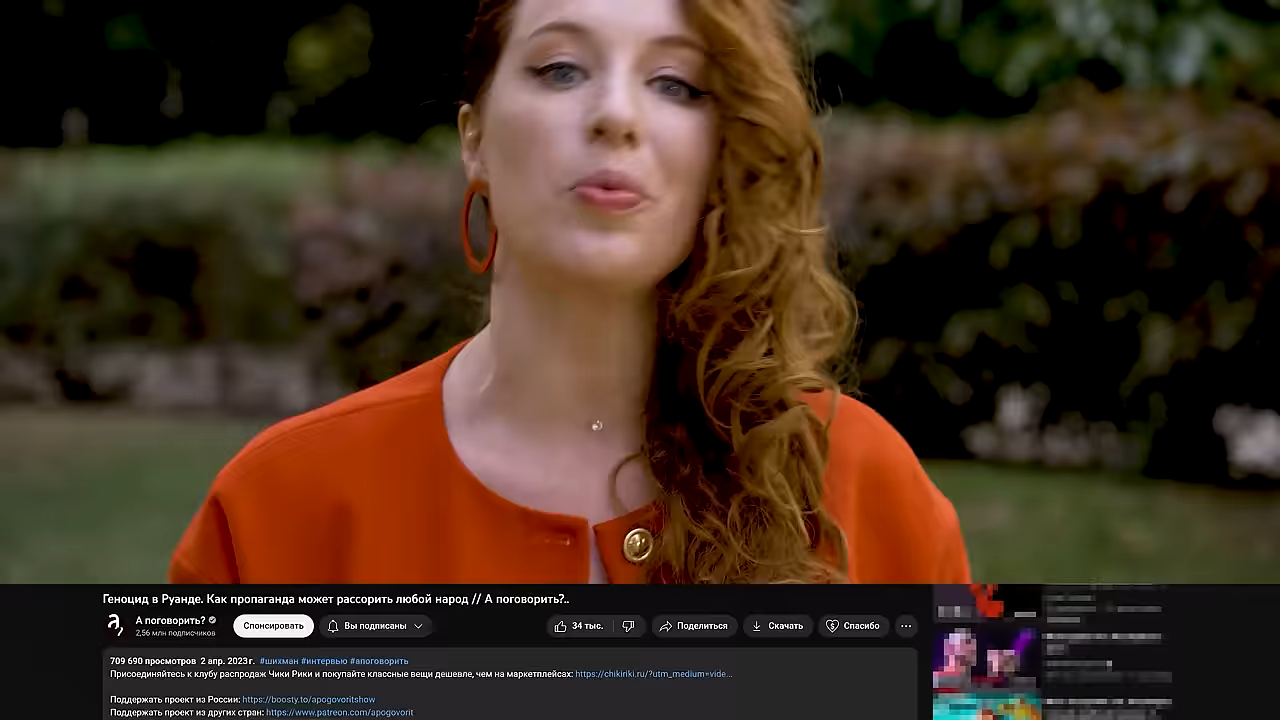 Геноцид в Руанде. Как пропаганда может рассорить любой народ // А поговорить?..
А поговорить?
2,56 млн подписчиков
Спонсировать
Вы подписаны
34 тыс.
Поделиться
Скачать
Спасибо
709 690 просмотров 2 апр. 2023 г. #шихман #интервью #апоговорить
Присоединяйтесь к клубу распродаж Чики Рики и покупайте классные вещи дешевле, чем на маркетплейсах: https://chikiriki.ru/?utm_medium=vide...
Поддержать проект из России: https://boosty.to/apogovoritshow
Поддержать проект из других стран: https://www.patreon.com/apogovorit